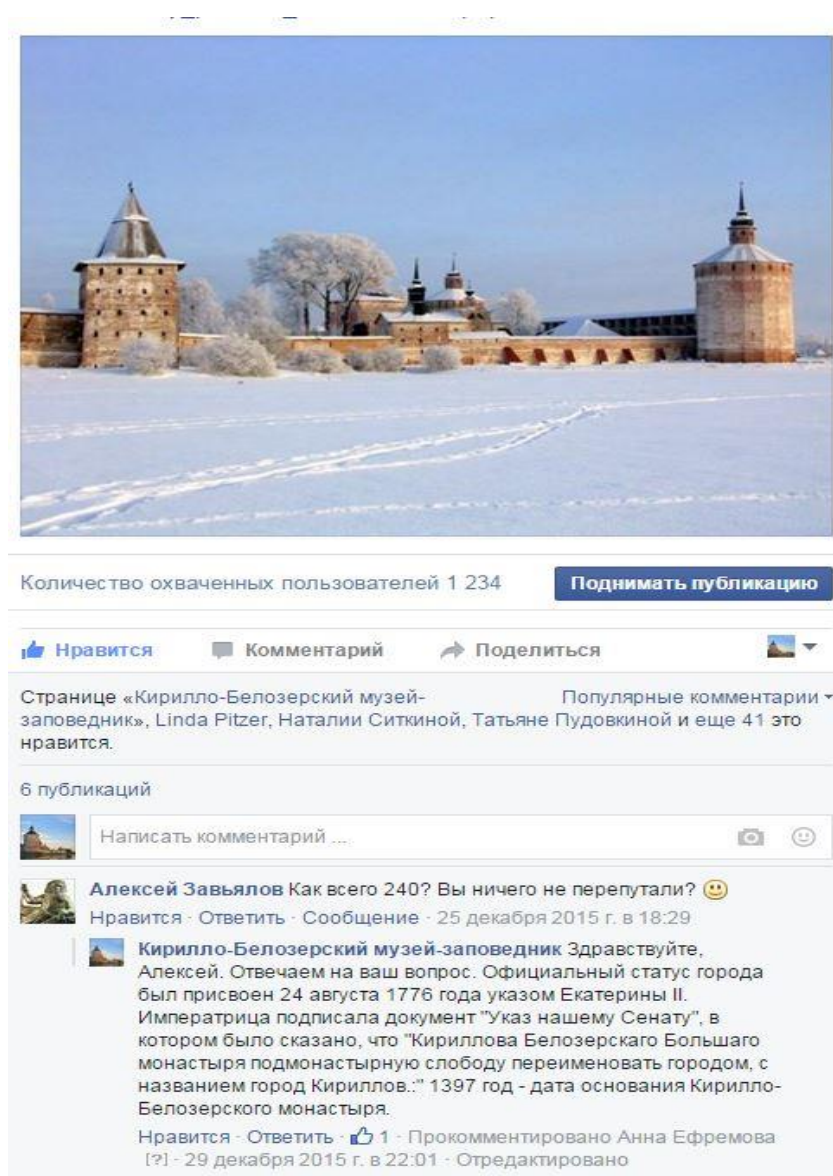 Количество охваченных пользователей 1 234
Поднимать публикацию
Нравится Комментарий Поделиться
Странице «Кирилло-Белозерский музей-
заповедник», Linda Pitzer, Наталии Ситкиной, Татьяне Пудовкиной и еще 41 это
нравится.
Популярные комментарии
6 публикаций
Написать комментарий ...
Алексей Завьялов Как всего 240? Вы ничего не перепутали?
Нравится · Ответить · Сообщение · 25 декабря 2015 г. в 18:29
Кирилло-Белозерский музей-заповедник Здравствуйте,
Алексей. Отвечаем на ваш вопрос. Официальный статус города
был присвоен 24 августа 1776 года указом Екатерины II.
Императрица подписала документ "Указ нашему Сенату", в
котором было сказано, что "Кириллова Белозерскаго Большаго
монастыря подмонастырную слободу переименовать городом, с
названием город Кириллов.:" 1397 год - дата основания Кирилло-
Белозерского монастыря.
Нравится · Ответить · 1 · Прокомментировано Анна Ефремова
[?] · 29 декабря 2015 г. в 22:01 · Отредактировано